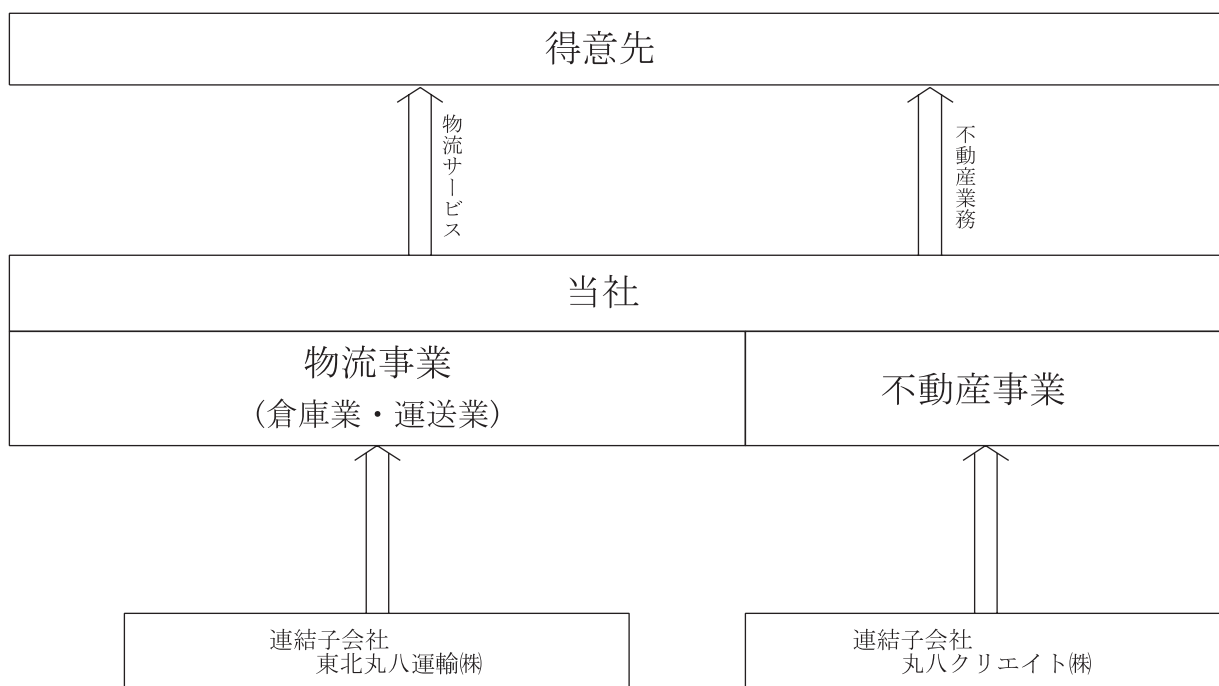 得意先
物流サービス
不動産業務
当社
物流事業
(倉庫業・運送業)
不動産事業
連結子会社
東北丸八運輸㈱
連結子会社
丸八クリエイト㈱